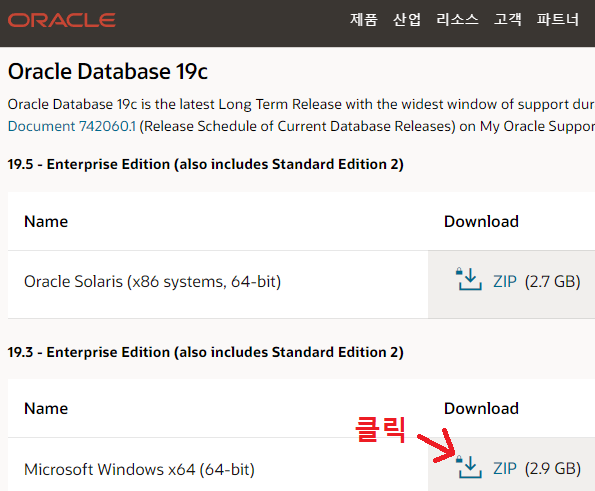 ORACLE 제품 산업 리소스 고객 파트너
Oracle Database 19c
Oracle Database 19c is the latest Long Term Release with the widest window of support dur
Document 742060.1 (Release Schedule of Current Database Releases) on My Oracle Suppor
19.5 - Enterprise Edition (also includes Standard Edition 2)
Name Download
Oracle Solaris (x86 systems, 64-bit) ZIP (2.7 GB)
19.3 - Enterprise Edition (also includes Standard Edition 2)
Name Download
클릭
Microsoft Windows x64 (64-bit) ZIP (2.9 GB)